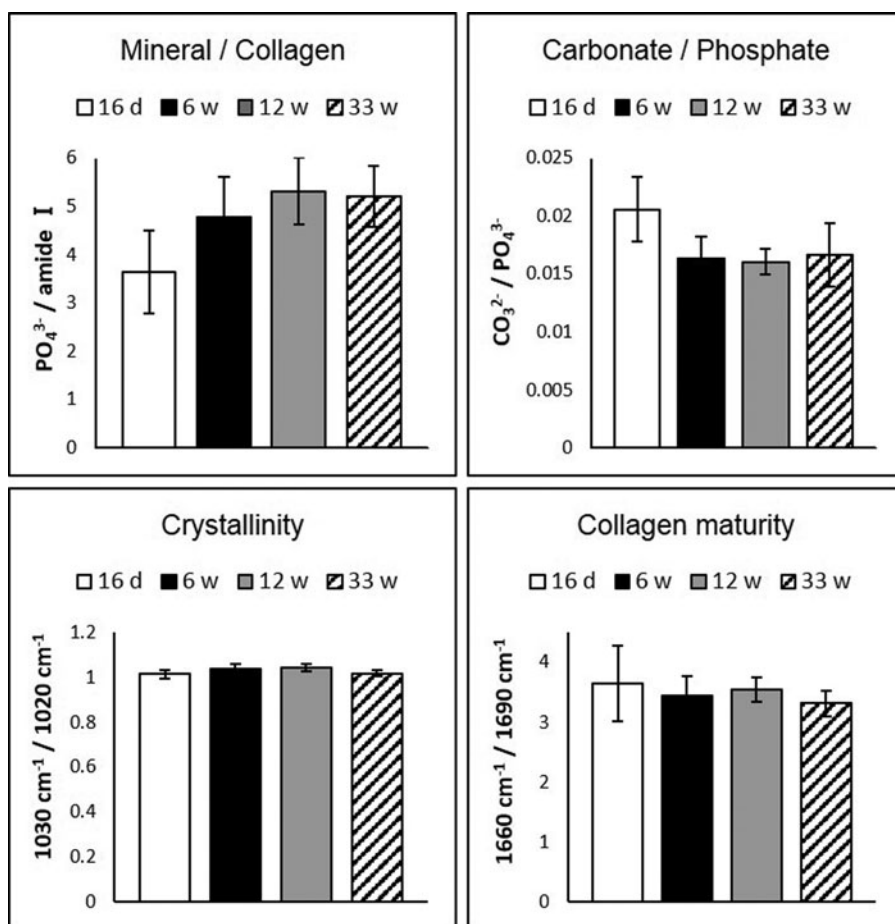 Mineral / Collagen
16 d 6 w 12 w 33 w
PO₄³⁻ / amide I
6
5
4
3
2
1
0
Carbonate / Phosphate
16 d 6 w 12 w 33 w
CO₃²⁻ / PO₄³⁻
0.025
0.02
0.015
0.01
0.005
0
Crystallinity
16 d 6 w 12 w 33 w
1030 cm⁻¹ / 1020 cm⁻¹
1.2
1
0.8
0.6
0.4
0.2
0
Collagen maturity
16 d 6 w 12 w 33 w
1660 cm⁻¹ / 1690 cm⁻¹
4
3
2
1
0